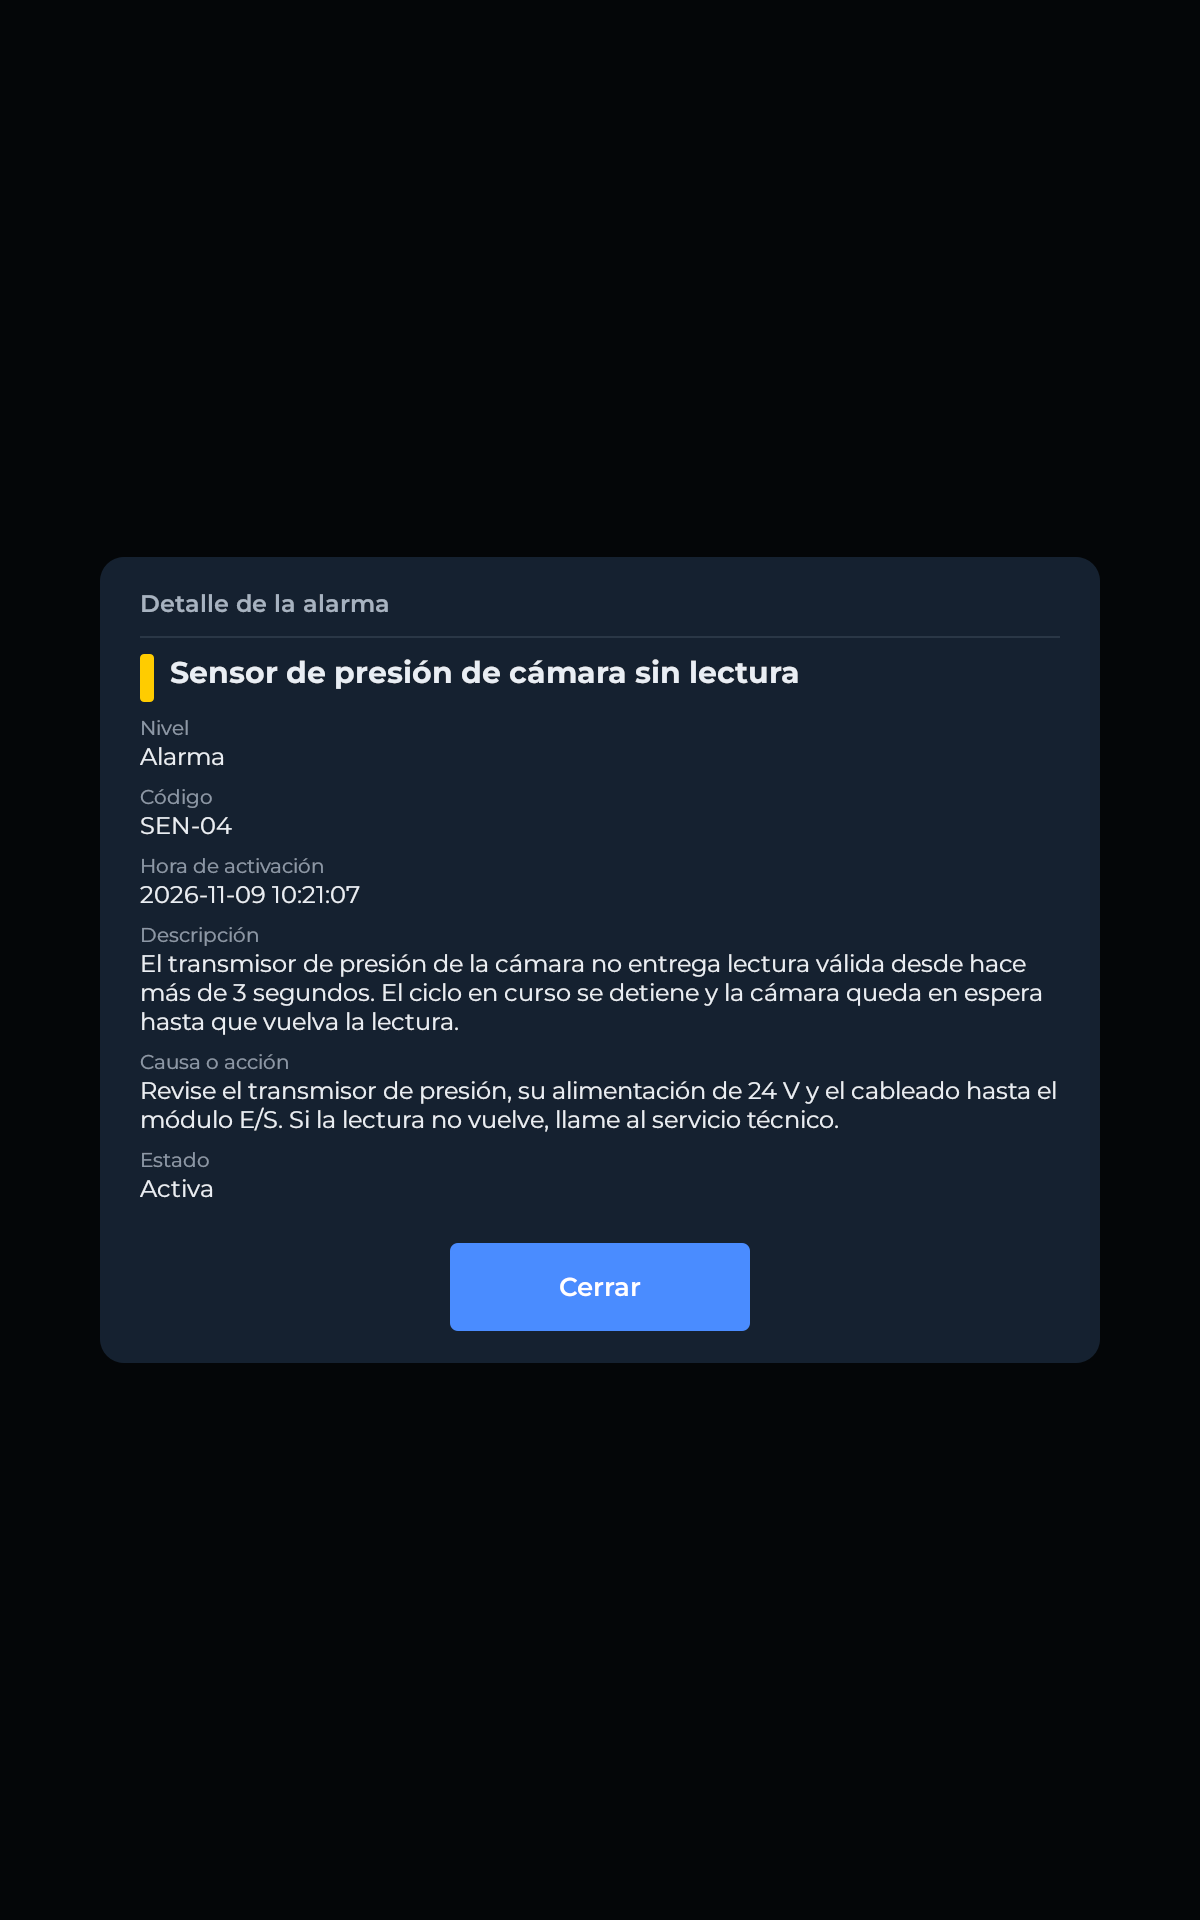 Detalle de la alarma
Sensor de presión de cámara sin lectura
Nivel
Alarma
Código
SEN-04
Hora de activación
2026-11-09 10:21:07
Descripción
El transmisor de presión de la cámara no entrega lectura válida desde hace
más de 3 segundos. El ciclo en curso se detiene y la cámara queda en espera
hasta que vuelva la lectura.
Causa o acción
Revise el transmisor de presión, su alimentación de 24 V y el cableado hasta el
módulo E/S. Si la lectura no vuelve, llame al servicio técnico.
Estado
Activa
Cerrar